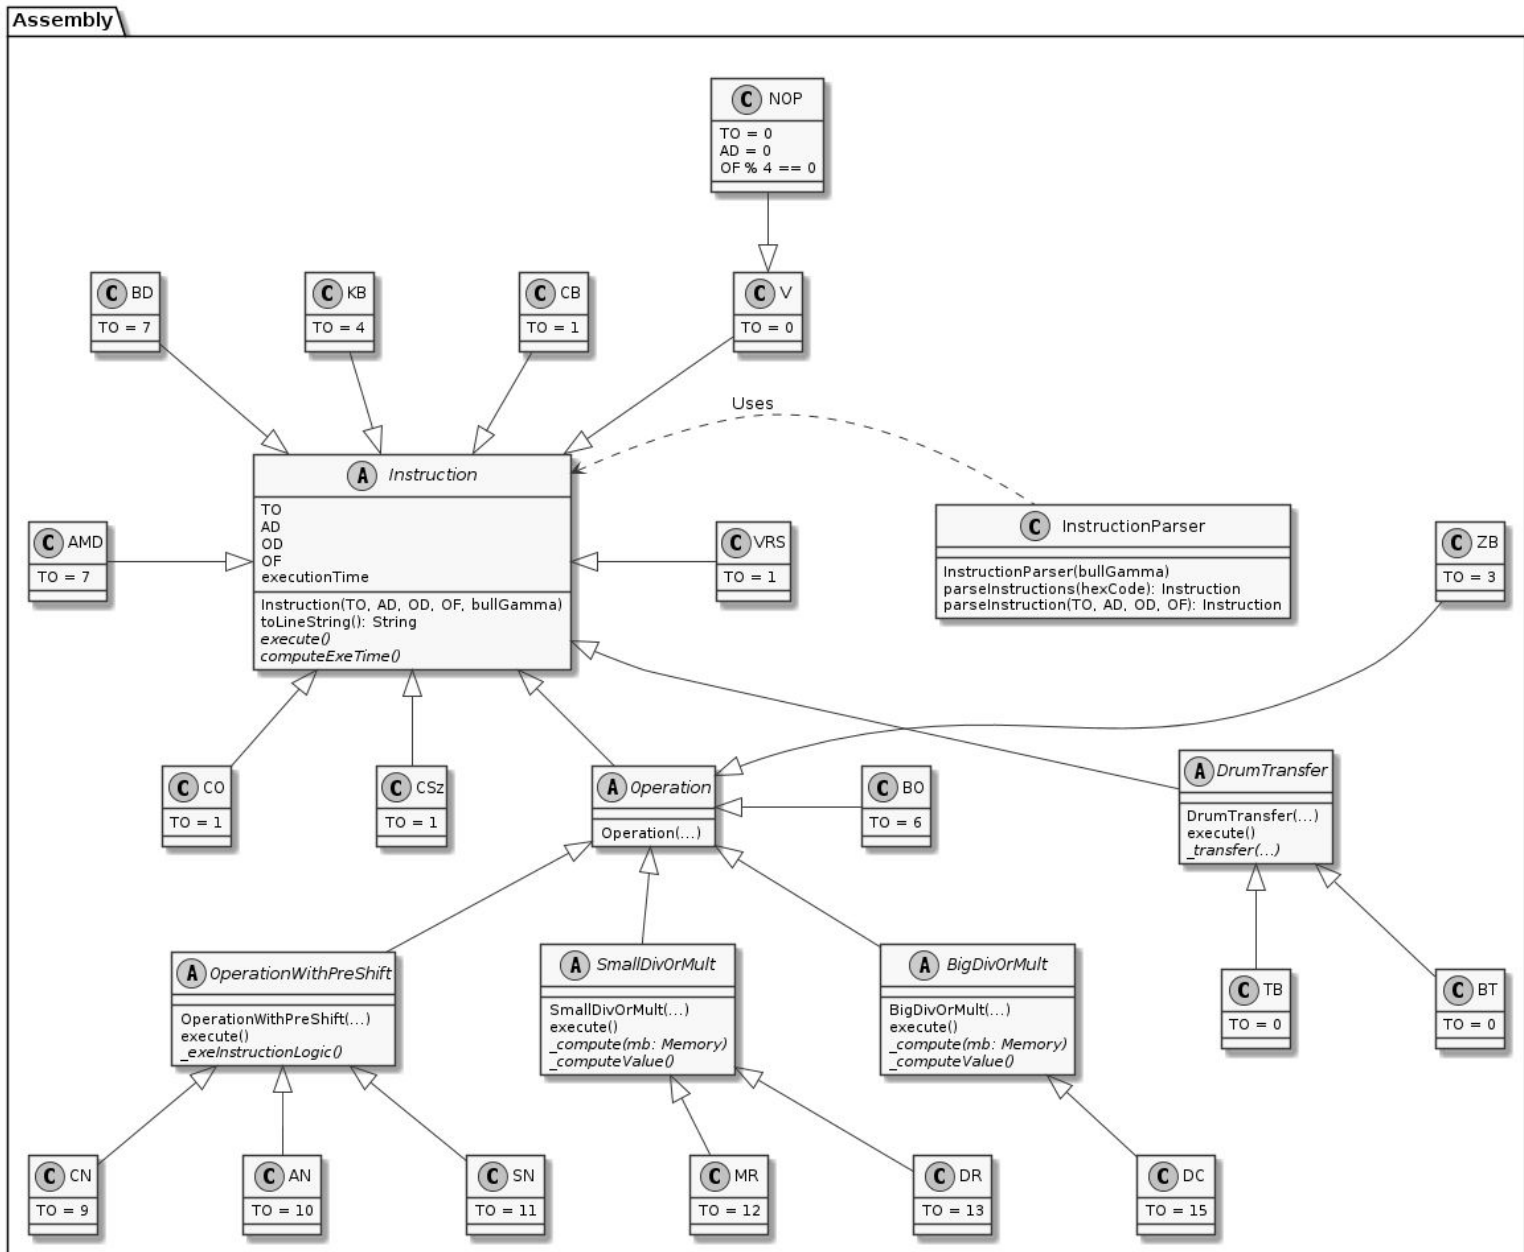 Assembly
C NOP
TO = 0
AD = 0
OF % 4 == 0
C BD
TO = 7
C KB
TO = 4
C CB
TO = 1
C V
TO = 0
Uses
A Instruction
TO
AD
OD
OF
executionTime
Instruction(TO, AD, OD, OF, bullGamma)
toLineString(): String
execute()
computeExeTime()
C AMD
TO = 7
C VRS
TO = 1
C InstructionParser
InstructionParser(bullGamma)
parseInstructions(hexCode): Instruction
parseInstruction(TO, AD, OD, OF): Instruction
C ZB
TO = 3
C CO
TO = 1
C CSz
TO = 1
A Operation
Operation(...)
C BO
TO = 6
A DrumTransfer
DrumTransfer(...)
execute()
_transfer(...)
A OperationWithPreShift
OperationWithPreShift(...)
execute()
_exeInstructionLogic()
A SmallDivOrMult
SmallDivOrMult(...)
execute()
_compute(mb: Memory)
_computeValue()
A BigDivOrMult
BigDivOrMult(...)
execute()
_compute(mb: Memory)
_computeValue()
C TB
TO = 0
C BT
TO = 0
C CN
TO = 9
C AN
TO = 10
C SN
TO = 11
C MR
TO = 12
C DR
TO = 13
C DC
TO = 15